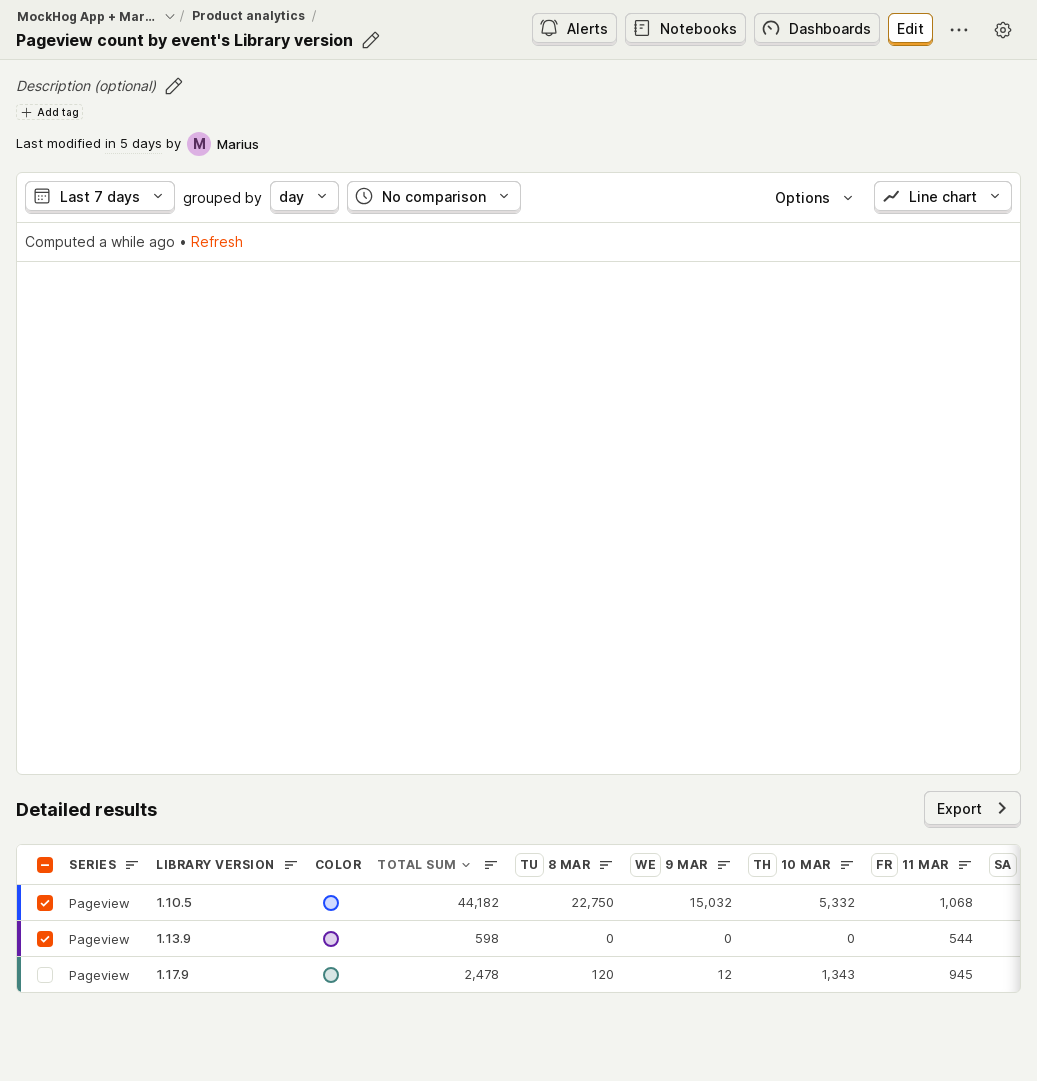 MockHog App + Mar... / Product analytics /
Pageview count by event's Library version
Alerts Notebooks Dashboards Edit
Description (optional)
Add tag
Last modified in 5 days by M Marius
Last 7 days grouped by day No comparison Options Line chart
Computed a while ago • Refresh
Detailed results
Export
SERIES LIBRARY VERSION COLOR TOTAL SUM TU 8 MAR WE 9 MAR TH 10 MAR FR 11 MAR SA
Pageview 1.10.5 44,182 22,750 15,032 5,332 1,068
Pageview 1.13.9 598 0 0 0 544
Pageview 1.17.9 2,478 120 12 1,343 945